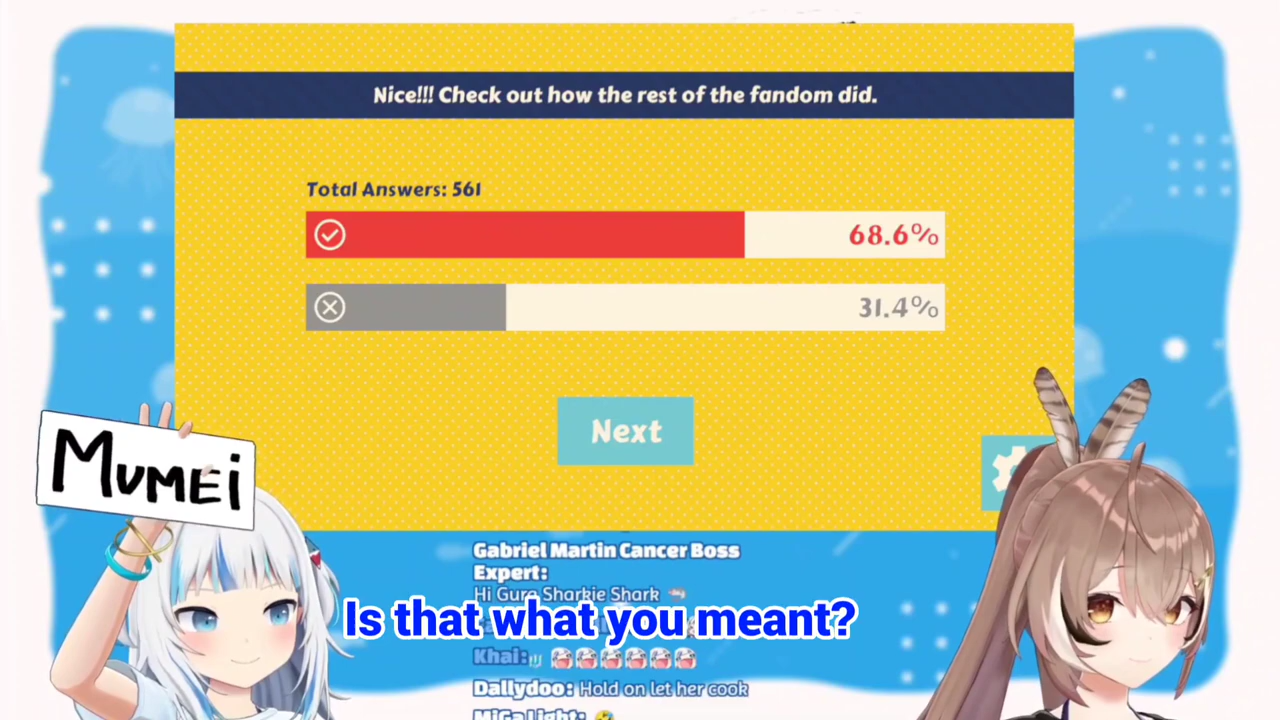 Nice!!! Check out how the rest of the fandom did.
Total Answers: 561
68.6%
31.4%
Next
MUMEi
Gabriel Martin Cancer Boss
Expert:
Hi Gura Sharkie Shark
Is that what you meant?
Khai:
Dallydoo: Hold on let her cook
MiGa Light: